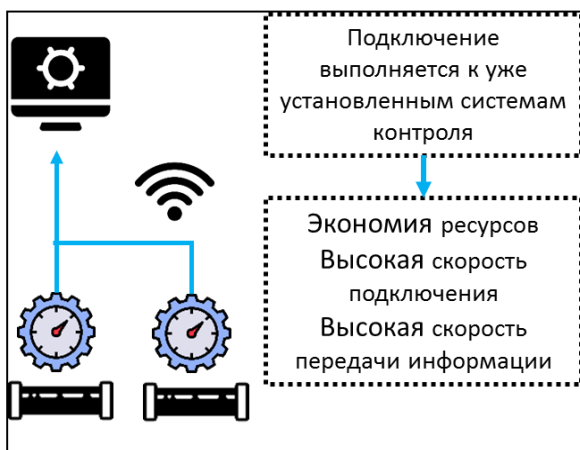 Подключение
выполняется к уже
установленным системам
контроля
Экономия ресурсов
Высокая скорость
подключения
Высокая скорость
передачи информации